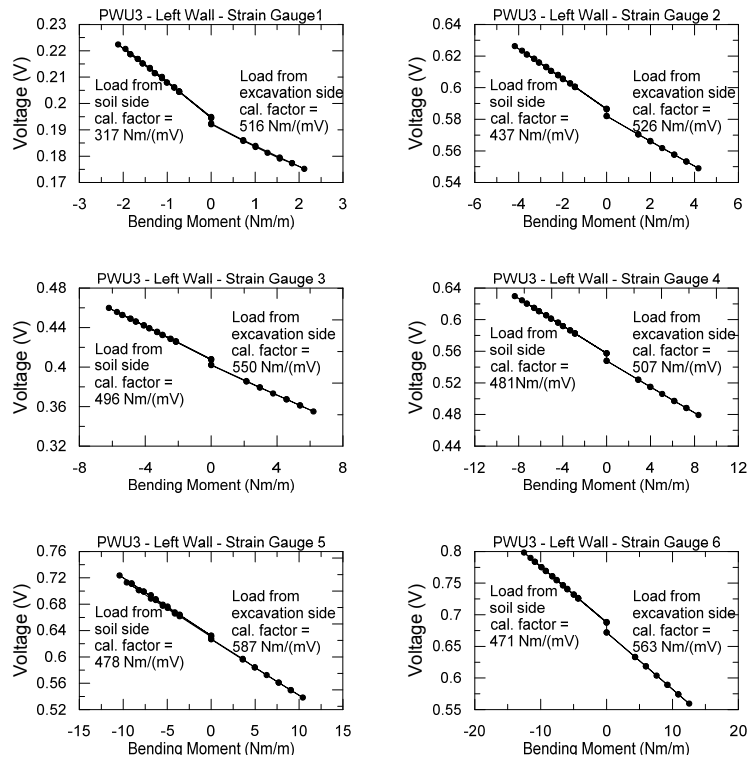 PWU3 - Left Wall - Strain Gauge1
0.23
0.22
0.21
0.2
0.19
0.18
0.17
Voltage (V)
Load from
soil side
cal. factor =
317 Nm/(mV)
Load from
excavation side
cal. factor =
516 Nm/(mV)
-3 -2 -1 0 1 2 3
Bending Moment (Nm/m)
PWU3 - Left Wall - Strain Gauge 2
0.64
0.62
0.6
0.58
0.56
0.54
Voltage (V)
Load from
soil side
cal. factor =
437 Nm/(mV)
Load from
excavation side
cal. factor =
526 Nm/(mV)
-6 -4 -2 0 2 4 6
Bending Moment (Nm/m)
PWU3 - Left Wall - Strain Gauge 3
0.48
0.44
0.4
0.36
0.32
Voltage (V)
Load from
soil side
cal. factor =
496 Nm/(mV)
Load from
excavation side
cal. factor =
550 Nm/(mV)
-8 -4 0 4 8
Bending Moment (Nm/m)
PWU3 - Left Wall - Strain Gauge 4
0.64
0.6
0.56
0.52
0.48
0.44
Voltage (V)
Load from
soil side
cal. factor =
481Nm/(mV)
Load from
excavation side
cal. factor =
507 Nm/(mV)
-12 -8 -4 0 4 8 12
Bending Moment (Nm/m)
PWU3 - Left Wall - Strain Gauge 5
0.76
0.72
0.68
0.64
0.6
0.56
0.52
Voltage (V)
Load from
soil side
cal. factor =
478 Nm/(mV)
Load from
excavation side
cal. factor =
587 Nm/(mV)
-15 -10 -5 0 5 10 15
Bending Moment (Nm/m)
PWU3 - Left Wall - Strain Gauge 6
0.8
0.75
0.7
0.65
0.6
0.55
Voltage (V)
Load from
soil side
cal. factor =
471 Nm/(mV)
Load from
excavation side
cal. factor =
563 Nm/(mV)
-20 -10 0 10 20
Bending Moment (Nm/m)